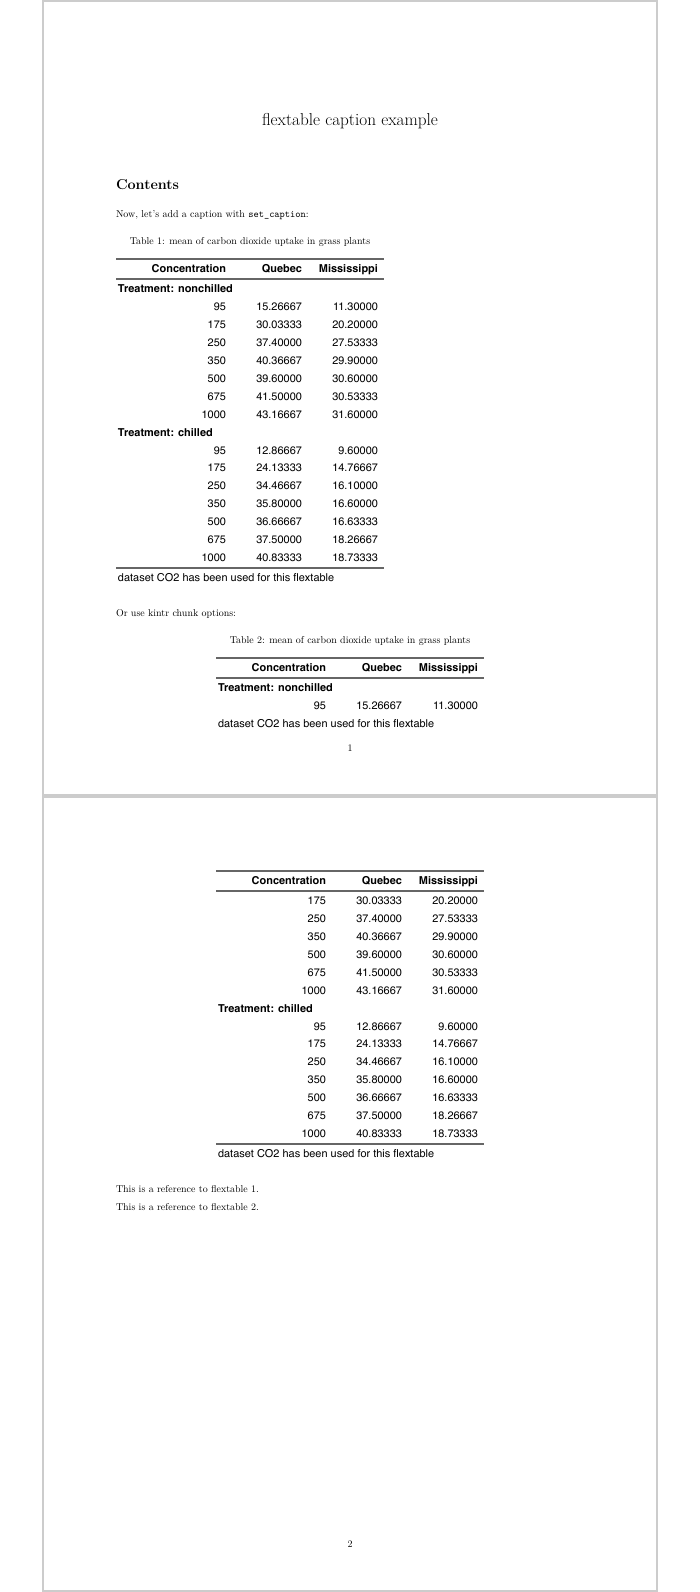 flextable caption example
Contents
Now, let's add a caption with set_caption:
Table 1: mean of carbon dioxide uptake in grass plants
Concentration Quebec Mississippi
Treatment: nonchilled
95 15.26667 11.30000
175 30.03333 20.20000
250 37.40000 27.53333
350 40.36667 29.90000
500 39.60000 30.60000
675 41.50000 30.53333
1000 43.16667 31.60000
Treatment: chilled
95 12.86667 9.60000
175 24.13333 14.76667
250 34.46667 16.10000
350 35.80000 16.60000
500 36.66667 16.63333
675 37.50000 18.26667
1000 40.83333 18.73333
dataset CO2 has been used for this flextable
Or use kintr chunk options:
Table 2: mean of carbon dioxide uptake in grass plants
Concentration Quebec Mississippi
Treatment: nonchilled
95 15.26667 11.30000
dataset CO2 has been used for this flextable
1
Concentration Quebec Mississippi
175 30.03333 20.20000
250 37.40000 27.53333
350 40.36667 29.90000
500 39.60000 30.60000
675 41.50000 30.53333
1000 43.16667 31.60000
Treatment: chilled
95 12.86667 9.60000
175 24.13333 14.76667
250 34.46667 16.10000
350 35.80000 16.60000
500 36.66667 16.63333
675 37.50000 18.26667
1000 40.83333 18.73333
dataset CO2 has been used for this flextable
This is a reference to flextable 1.
This is a reference to flextable 2.
2